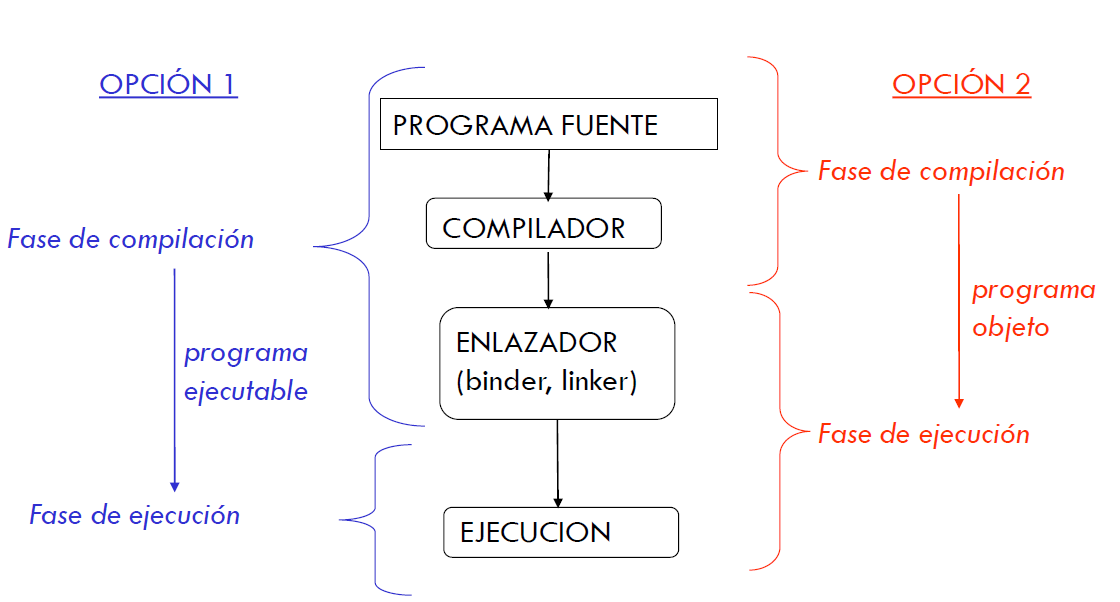 OPCIÓN 1
OPCIÓN 2
PROGRAMA FUENTE
Fase de compilación
COMPILADOR
Fase de compilación
programa
objeto
ENLAZADOR
(binder, linker)
programa
ejecutable
Fase de ejecución
Fase de ejecución
EJECUCION